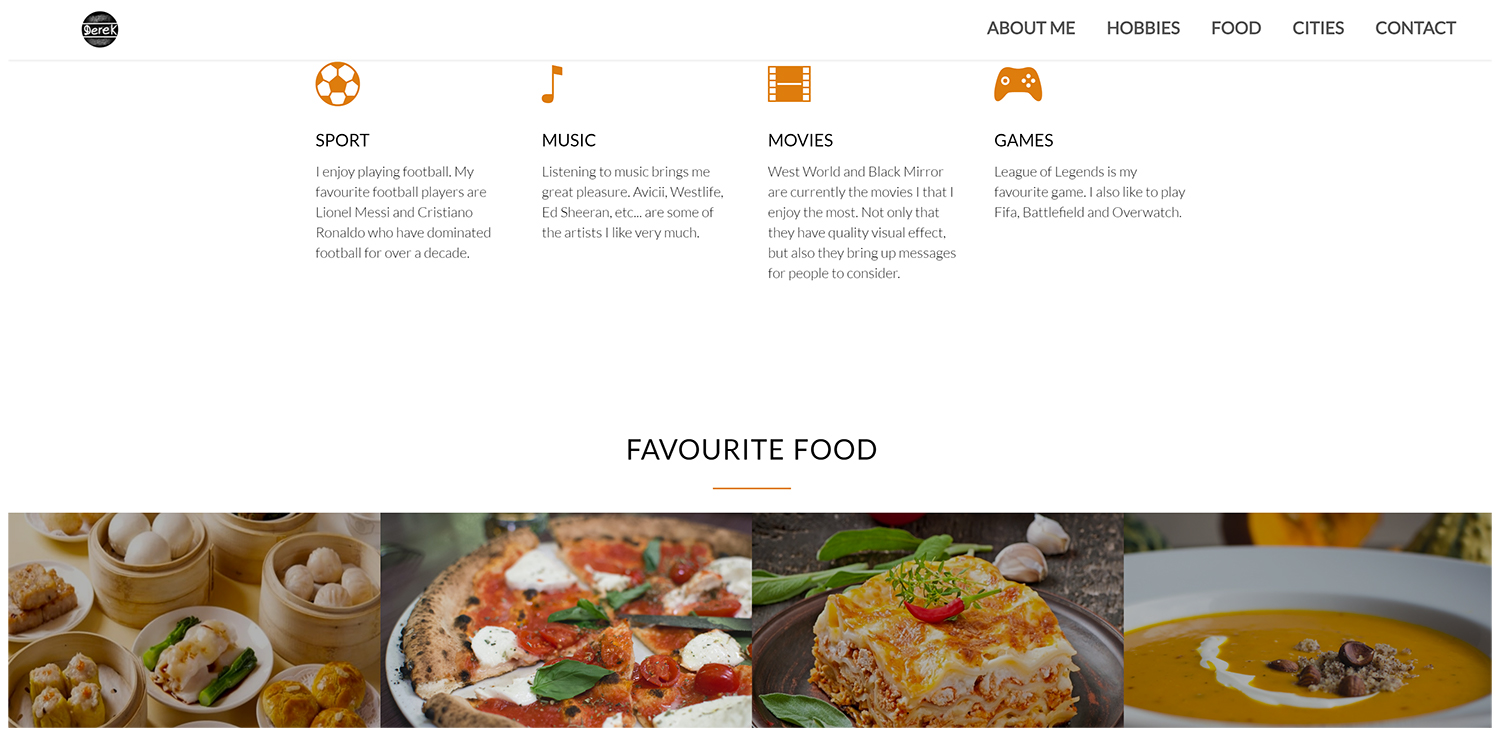 Derek
ABOUT ME HOBBIES FOOD CITIES CONTACT
SPORT
I enjoy playing football. My
favourite football players are
Lionel Messi and Cristiano
Ronaldo who have dominated
football for over a decade.
MUSIC
Listening to music brings me
great pleasure. Avicii, Westlife,
Ed Sheeran, etc... are some of
the artists I like very much.
MOVIES
West World and Black Mirror
are currently the movies I that I
enjoy the most. Not only that
they have quality visual effect,
but also they bring up messages
for people to consider.
GAMES
League of Legends is my
favourite game. I also like to play
Fifa, Battlefield and Overwatch.
FAVOURITE FOOD